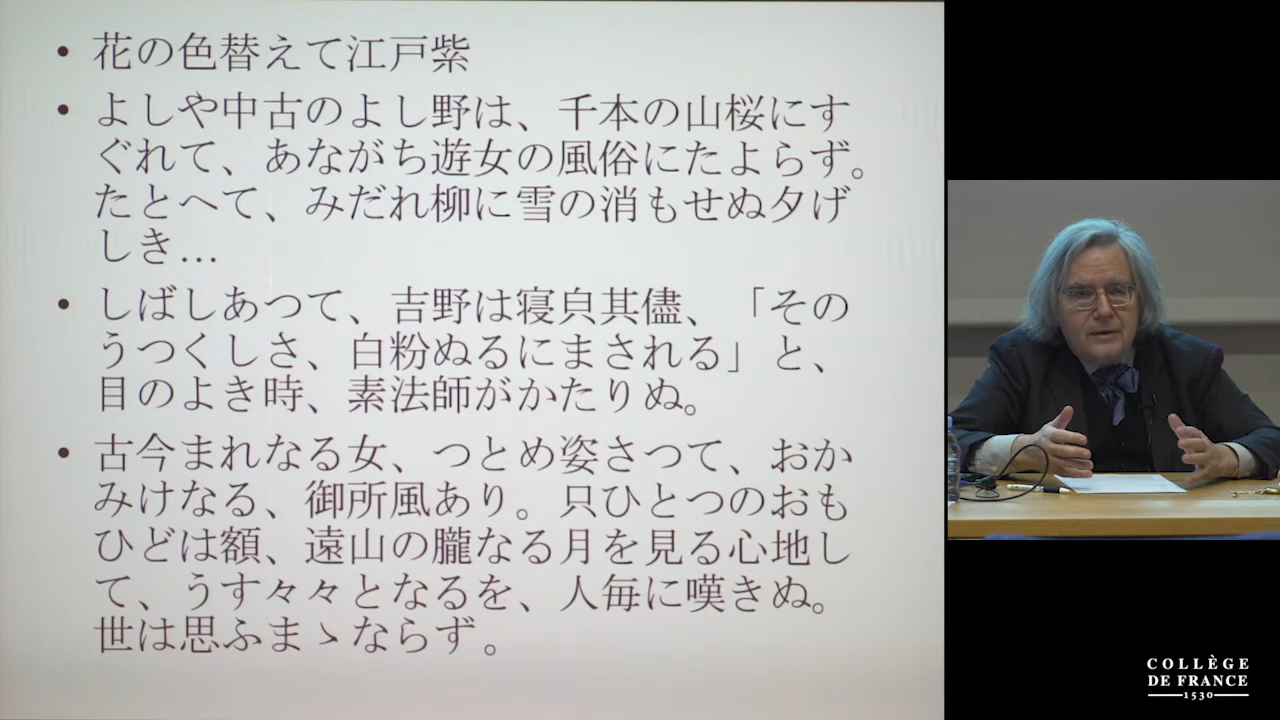 • 花の色替えて江戸紫
• よしや中古のよし野は、千本の山桜にす
ぐれて、あながち遊女の風俗にたよらず。
たとへて、みだれ柳に雪の消もせぬ夕げ
しき…
• しばしあつて、吉野は寝皃其儘、「その
うつくしさ、白粉ぬるにまされる」と、
目のよき時、素法師がかたりぬ。
• 古今まれなる女、つとめ姿さつて、おか
みけなる、御所風あり。只ひとつのおも
ひどは額、遠山の朧なる月を見る心地し
て、うす々々となるを、人毎に嘆きぬ。
世は思ふまゝならず。
COLLÈGE
DE FRANCE
1530